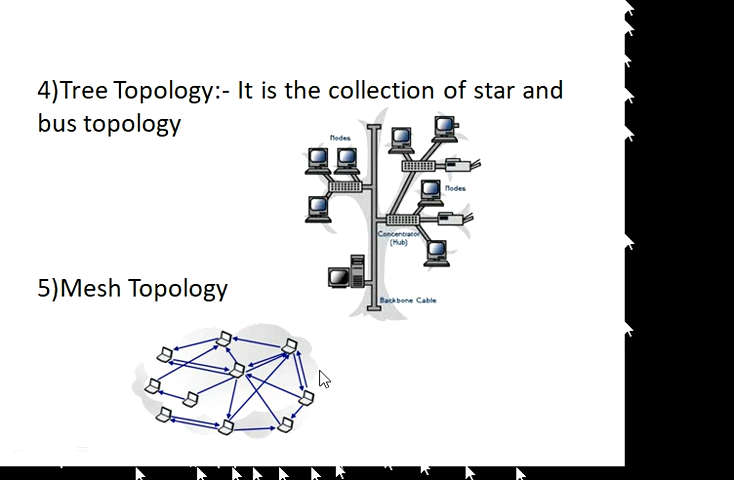 4)Tree Topology:- It is the collection of star and
bus topology
Nodes
Nodes
Concentrator
(Hub)
Backbone Cable
5)Mesh Topology